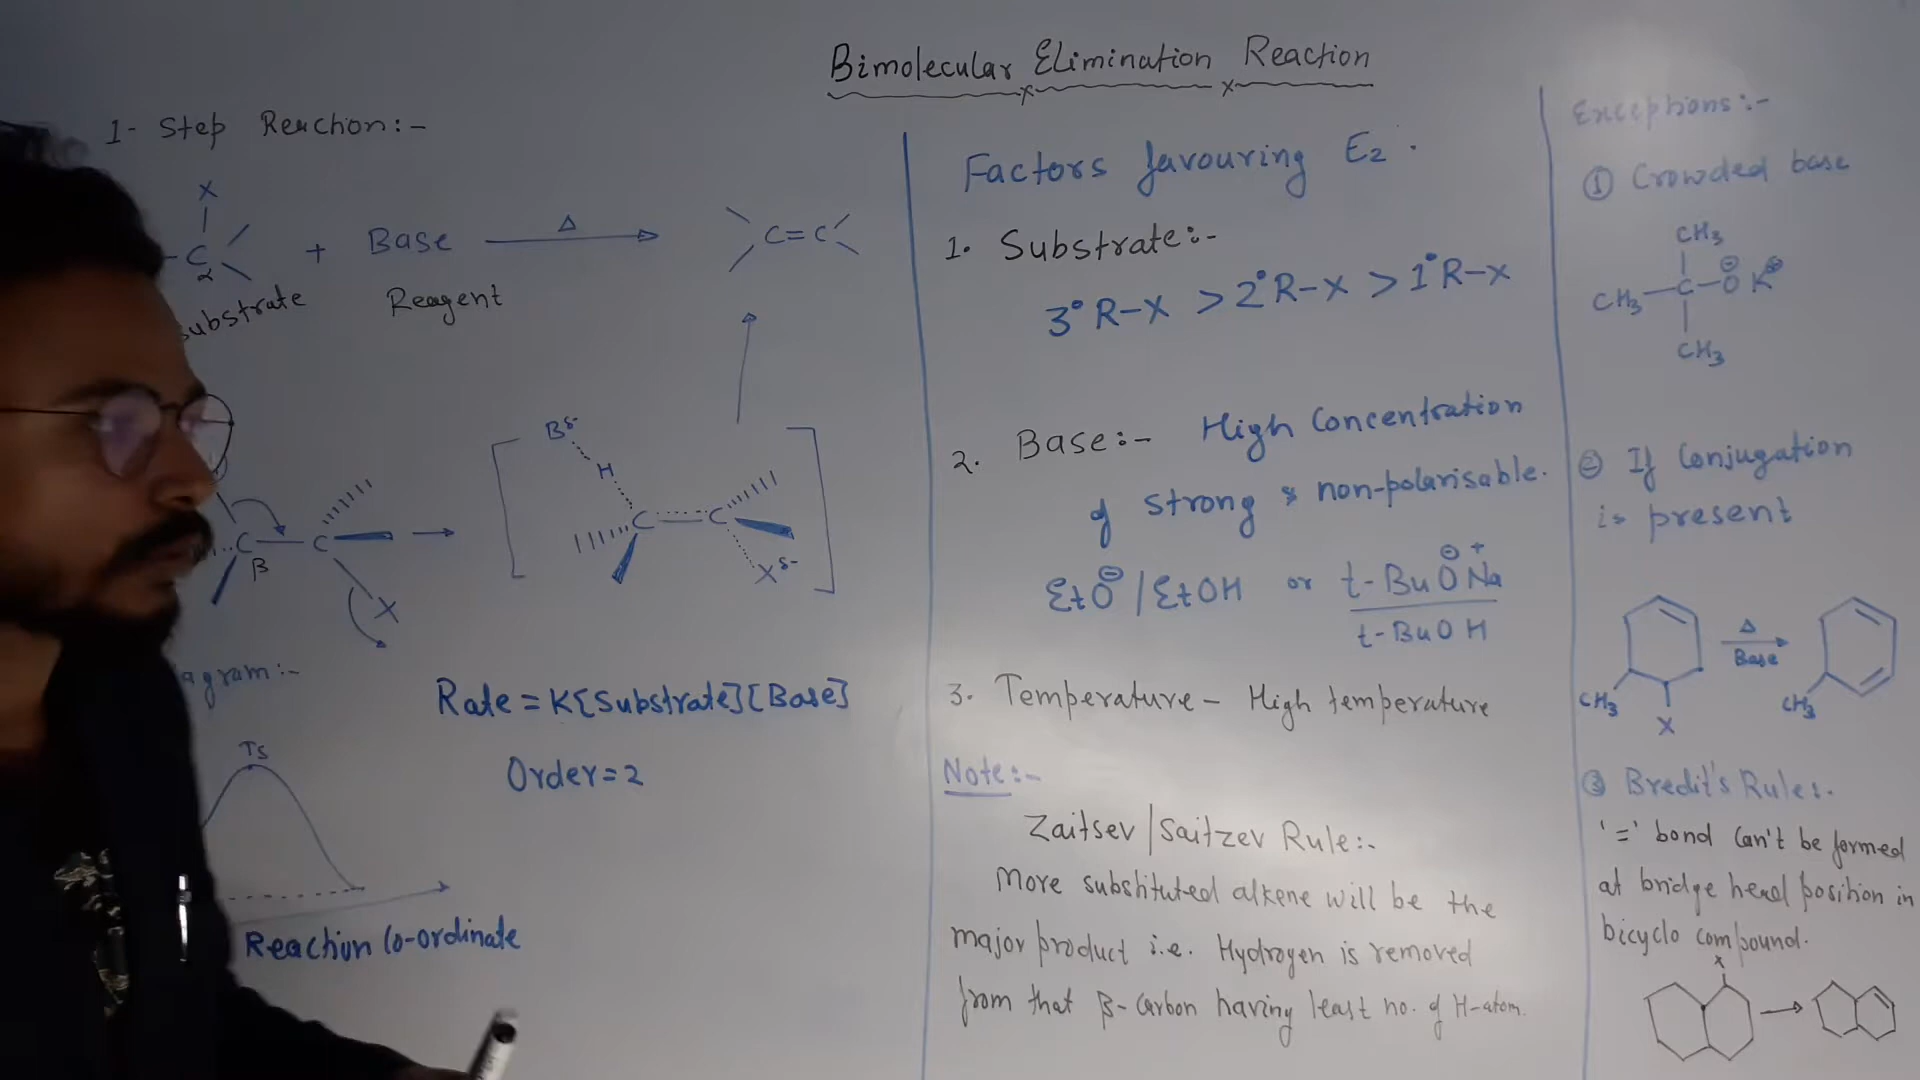 Bimolecular Elimination Reaction
1- Step Reaction:-
X
C + Base Δ C=C
α
Substrate Reagent
Bδ-
H
C C
C C
β
X
Xδ-
agram:-
Rate = K[Substrate][Base]
Order=2
TS
Reaction Co-ordinate
Factors favouring E2.
1. Substrate:-
3° R-X > 2° R-X > 1° R-X
2. Base:- High Concentration
of strong & non-polarisable.
EtO⊖ / EtOH or t-BuO⊖ Na+
t-BuOH
3. Temperature - High temperature
Note:-
Zaitsev / Saitzev Rule:-
More substituted alkene will be the
major product i.e. Hydrogen is removed
from that β-Carbon having least no. of H-atom.
Exceptions:-
① Crowded base
CH3
CH3-C-O⊖ K⊕
CH3
② If Conjugation
is present
Δ
Base
CH3 CH3
X
③ Bredit's Rule:-
'=' bond can't be formed
at bridge head position in
bicyclo compound.
X